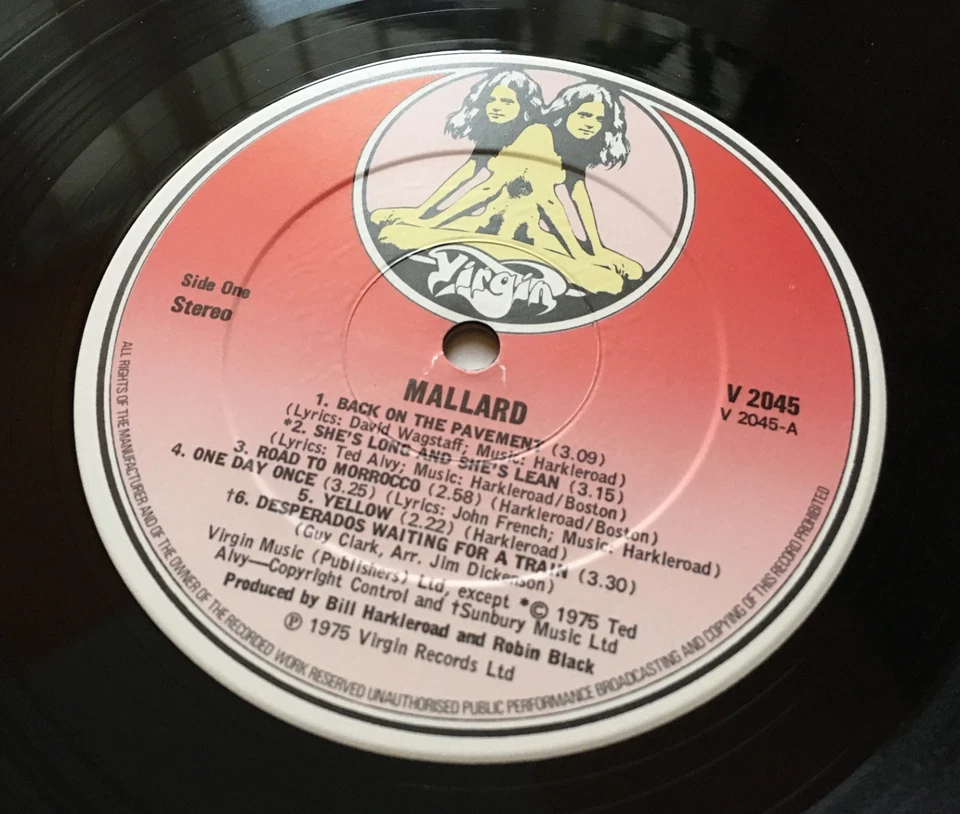 Virgin
Side One
Stereo
MALLARD
V 2045
V 2045-A
1. BACK ON THE PAVEMENT (3.09)
(Lyrics: David Wagstaff; Music: Harkleroad)
*2. SHE'S LONG AND SHE'S LEAN (3.15)
(Lyrics: Ted Alvy; Music: Harkleroad/Boston)
3. ROAD TO MORROCCO (2.58) (Harkleroad/Boston)
4. ONE DAY ONCE (3.25) (Lyrics: John French; Music: Harkleroad)
5. YELLOW (2.22) (Harkleroad)
†6. DESPERADOS WAITING FOR A TRAIN (3.30)
(Guy Clark, Arr. Jim Dickenson)
Virgin Music (Publishers) Ltd, except *© 1975 Ted
Alvy—Copyright Control and †Sunbury Music Ltd
Produced by Bill Harkleroad and Robin Black
℗ 1975 Virgin Records Ltd
ALL RIGHTS OF THE MANUFACTURER AND OF THE OWNER OF THE RECORDED WORK RESERVED UNAUTHORISED PUBLIC PERFORMANCE BROADCASTING AND COPYING OF THIS RECORD PROHIBITED